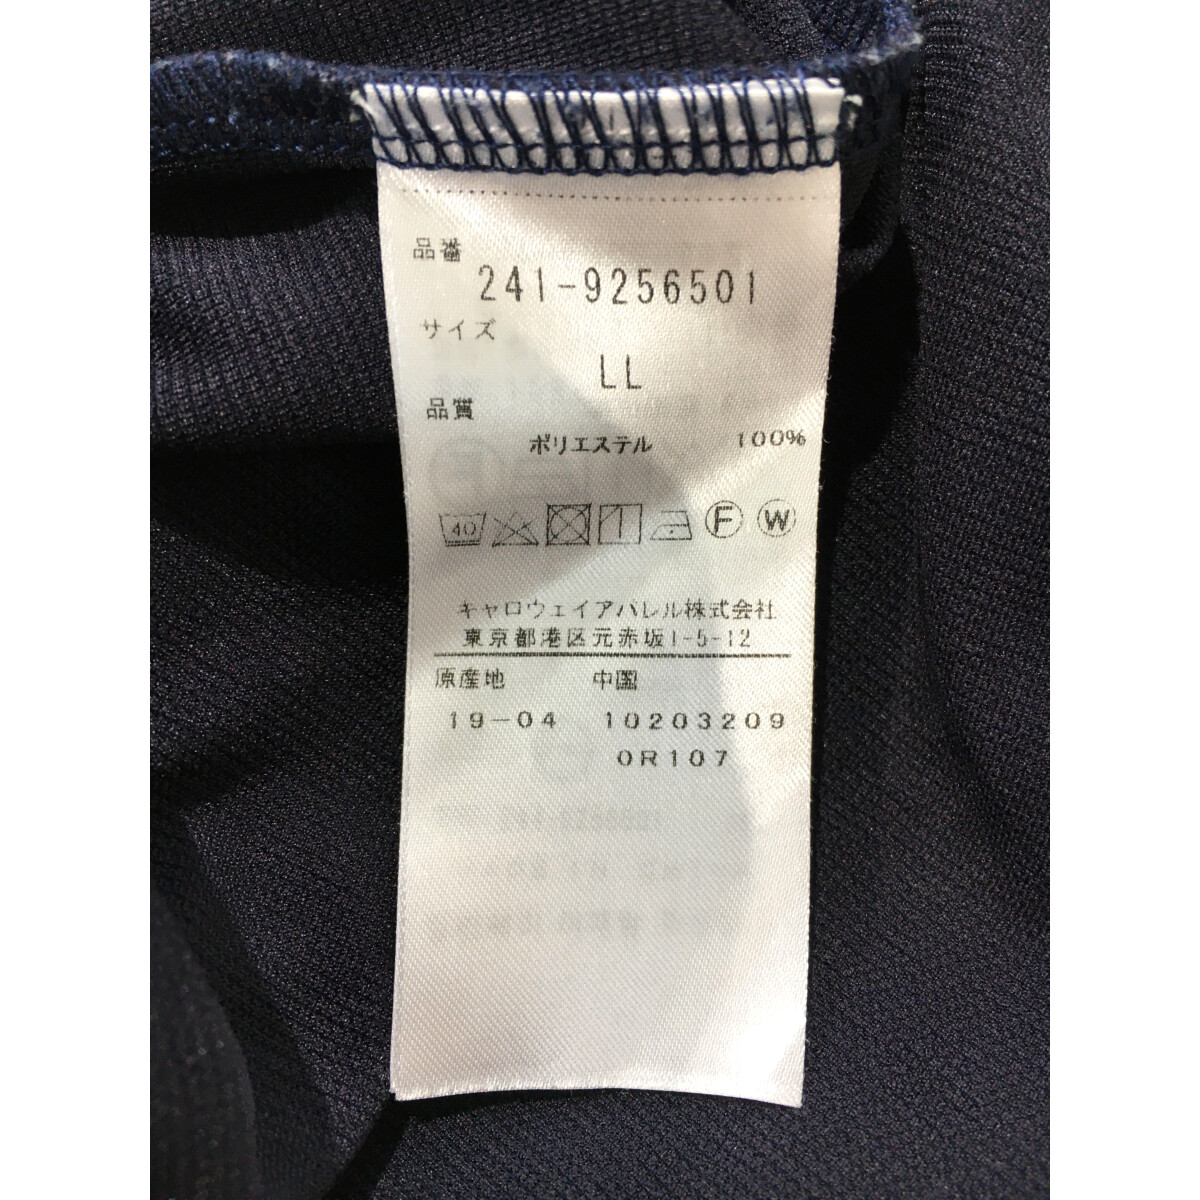 品番
241-9256501
サイズ
LL
品質
ポリエステル 100%
40 F W
キャロウェイアパレル株式会社
東京都港区元赤坂1-5-12
原産地 中国
19-04 10203209
0R107